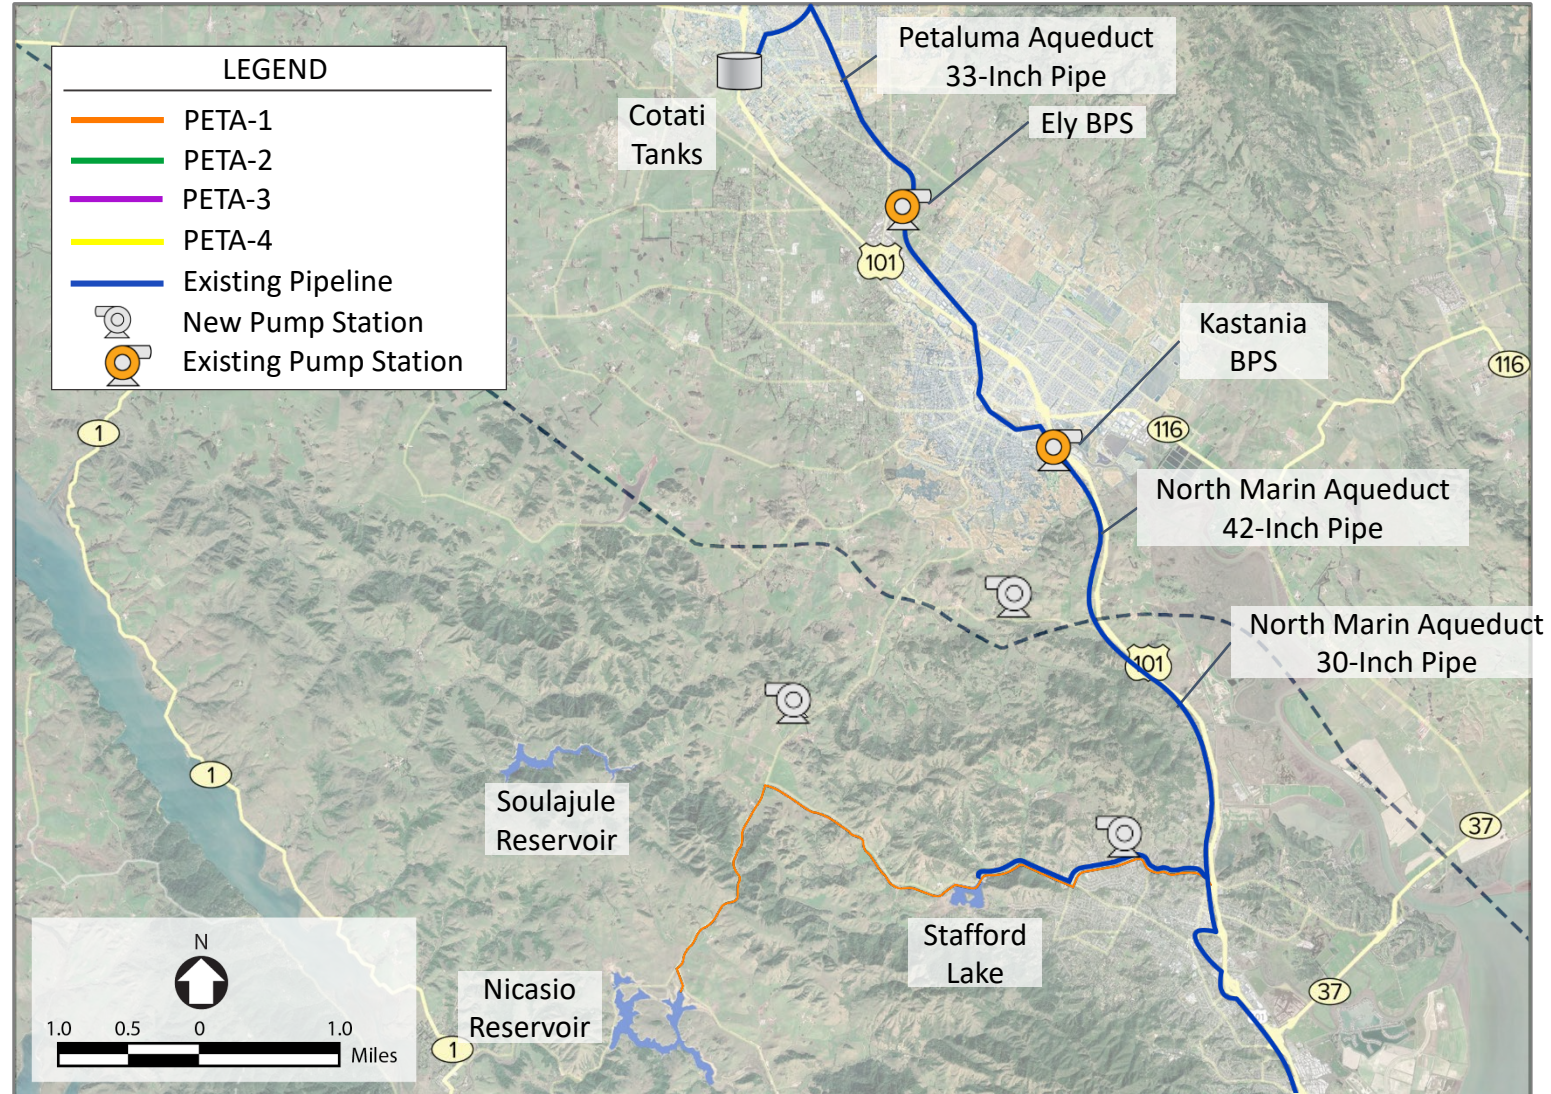 LEGEND
PETA-1
PETA-2
PETA-3
PETA-4
Existing Pipeline
New Pump Station
Existing Pump Station
Petaluma Aqueduct
33-Inch Pipe
Cotati
Tanks
Ely BPS
101
Kastania
BPS
116
116
1
North Marin Aqueduct
42-Inch Pipe
North Marin Aqueduct
30-Inch Pipe
101
1
Soulajule
Reservoir
37
Stafford
Lake
Nicasio
Reservoir
37
1
N
1.0 0.5 0 1.0
Miles